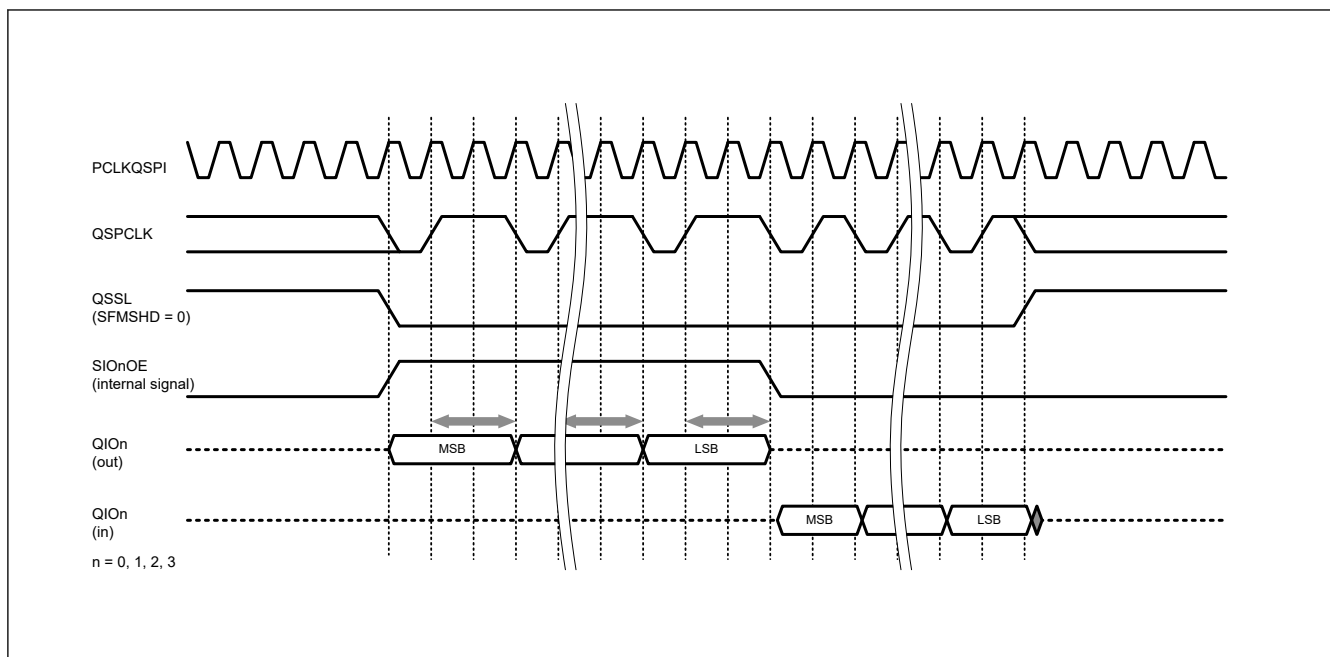 PCLKQSPI
QSPCLK
QSSL
(SFMSHD = 0)
SIOnOE
(internal signal)
QIOn
(out)
MSB
LSB
QIOn
(in)
MSB
LSB
n = 0, 1, 2, 3